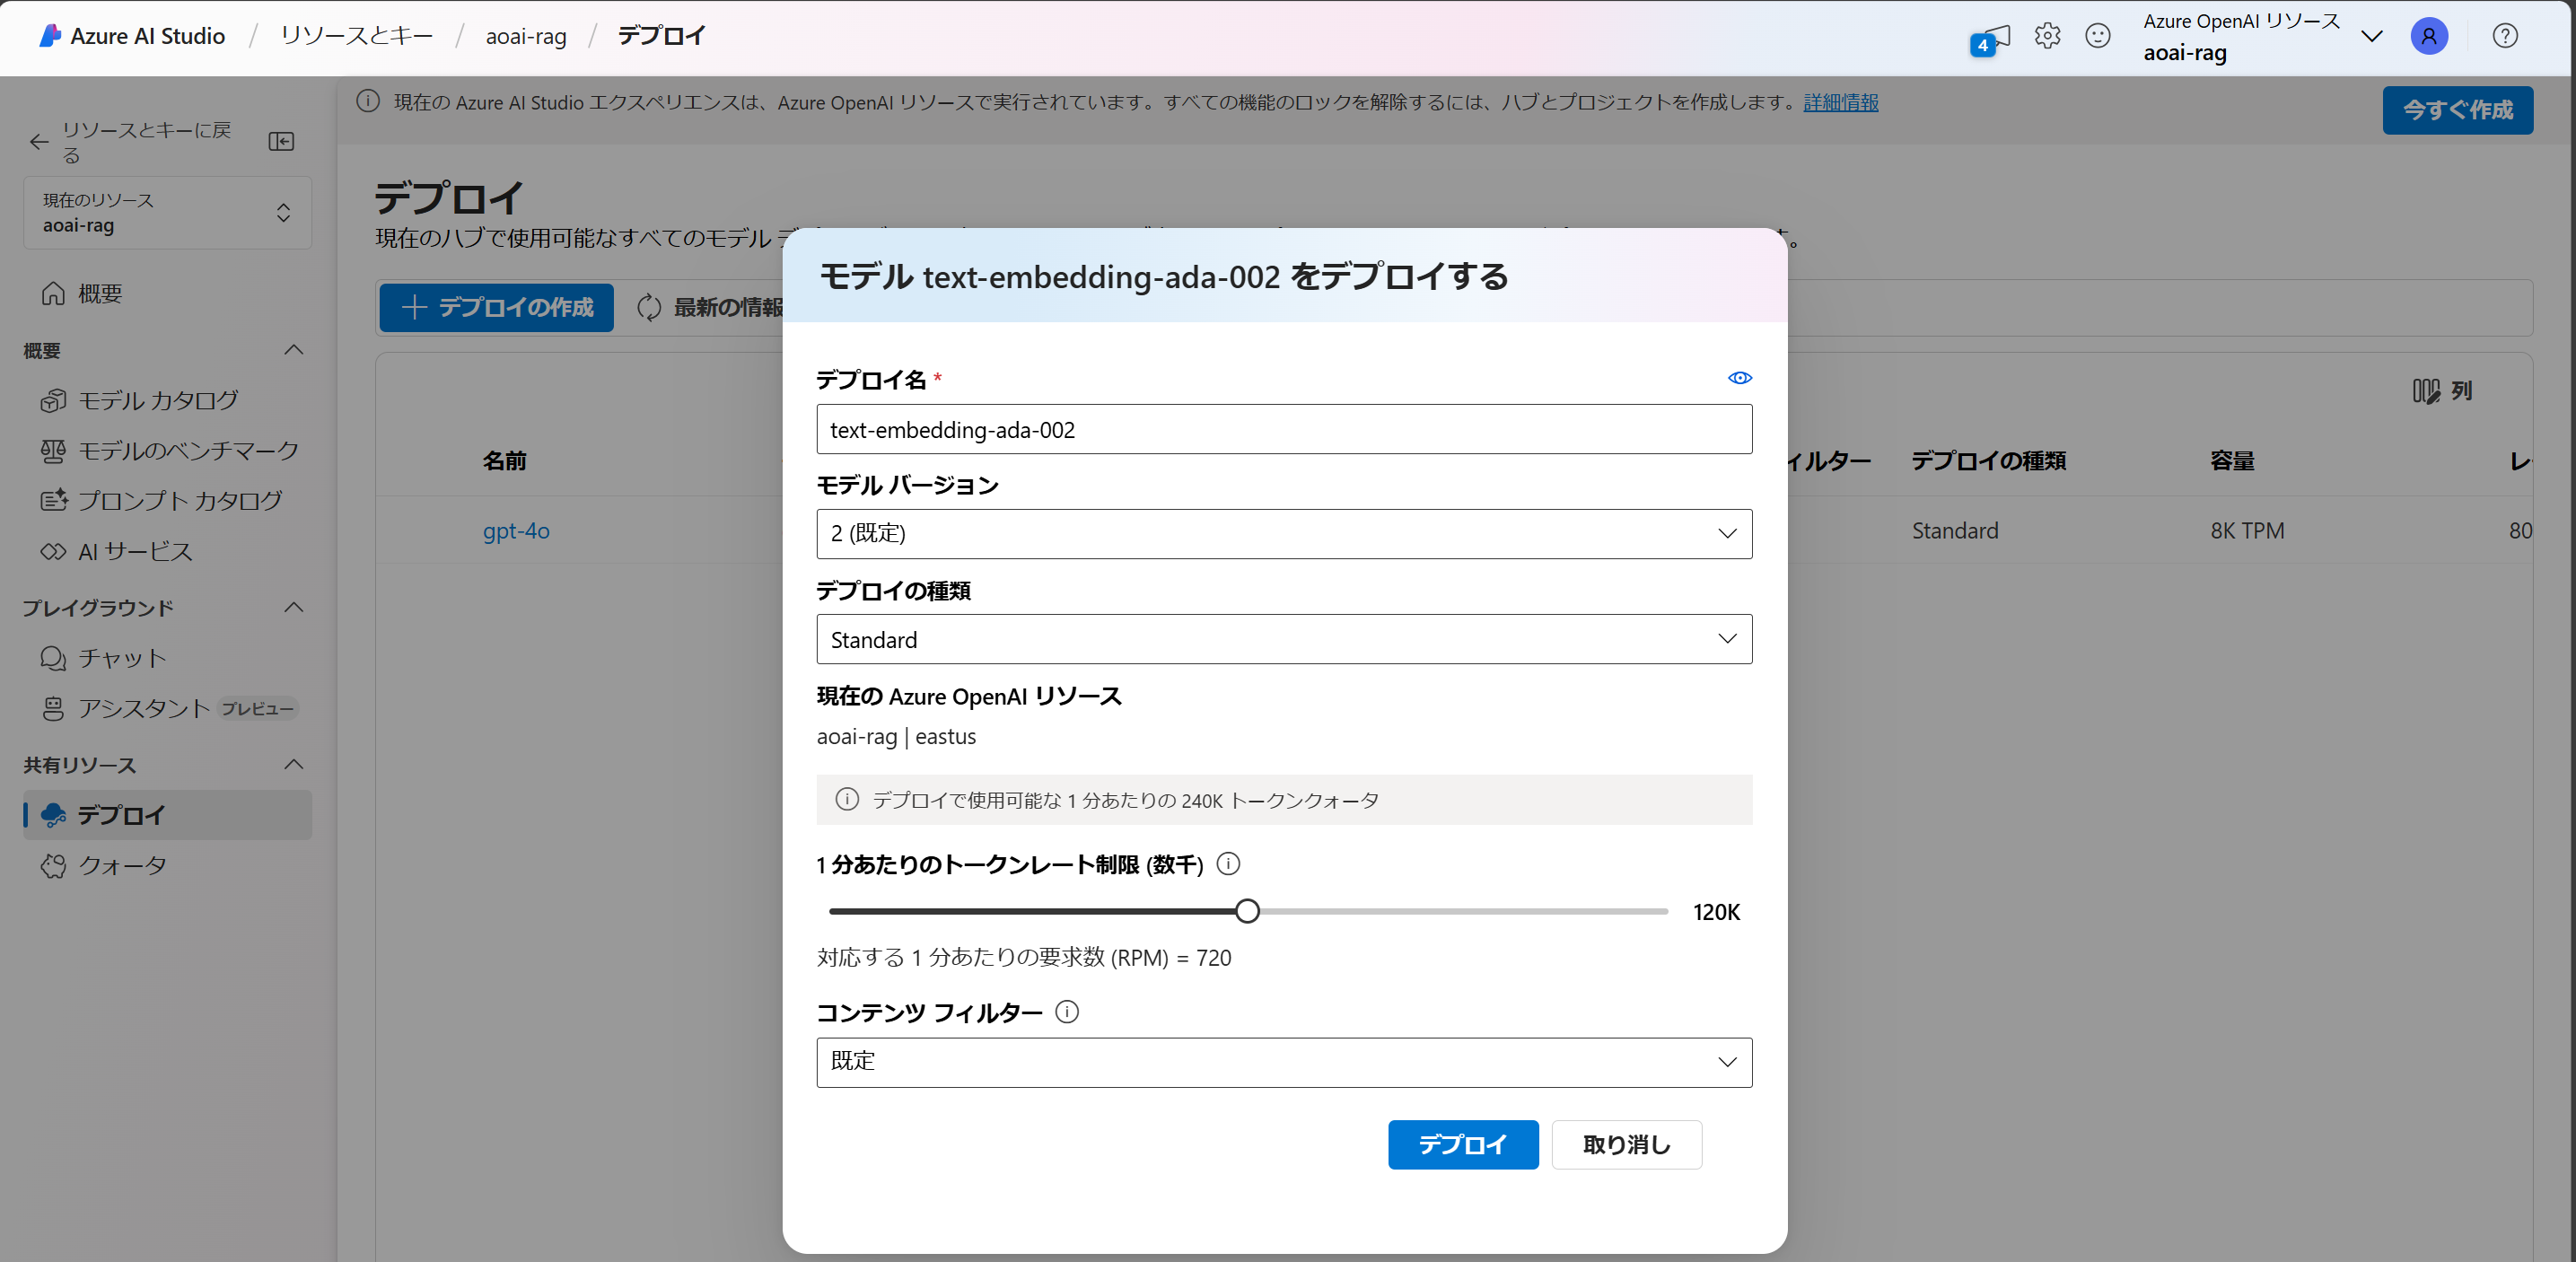 Azure AI Studio / リソースとキー / aoai-rag / デプロイ
4
Azure OpenAI リソース
aoai-rag
リソースとキーに戻
る
現在のリソース
aoai-rag
概要
概要
モデル カタログ
モデルのベンチマーク
プロンプト カタログ
AI サービス
プレイグラウンド
チャット
アシスタント プレビュー
共有リソース
デプロイ
クォータ
現在の Azure AI Studio エクスペリエンスは、Azure OpenAI リソースで実行されています。すべての機能のロックを解除するには、ハブとプロジェクトを作成します。詳細情報
今すぐ作成
デプロイ
現在のハブで使用可能なすべてのモデル
デプロイの作成
最新の情報
列
名前
ィルター
デプロイの種類
容量
gpt-4o
Standard
8K TPM
80
モデル text-embedding-ada-002 をデプロイする
デプロイ名 *
text-embedding-ada-002
モデル バージョン
2 (既定)
デプロイの種類
Standard
現在の Azure OpenAI リソース
aoai-rag | eastus
デプロイで使用可能な 1 分あたりの 240K トークンクォータ
1 分あたりのトークンレート制限 (数千)
120K
対応する 1 分あたりの要求数 (RPM) = 720
コンテンツ フィルター
既定
デプロイ
取り消し